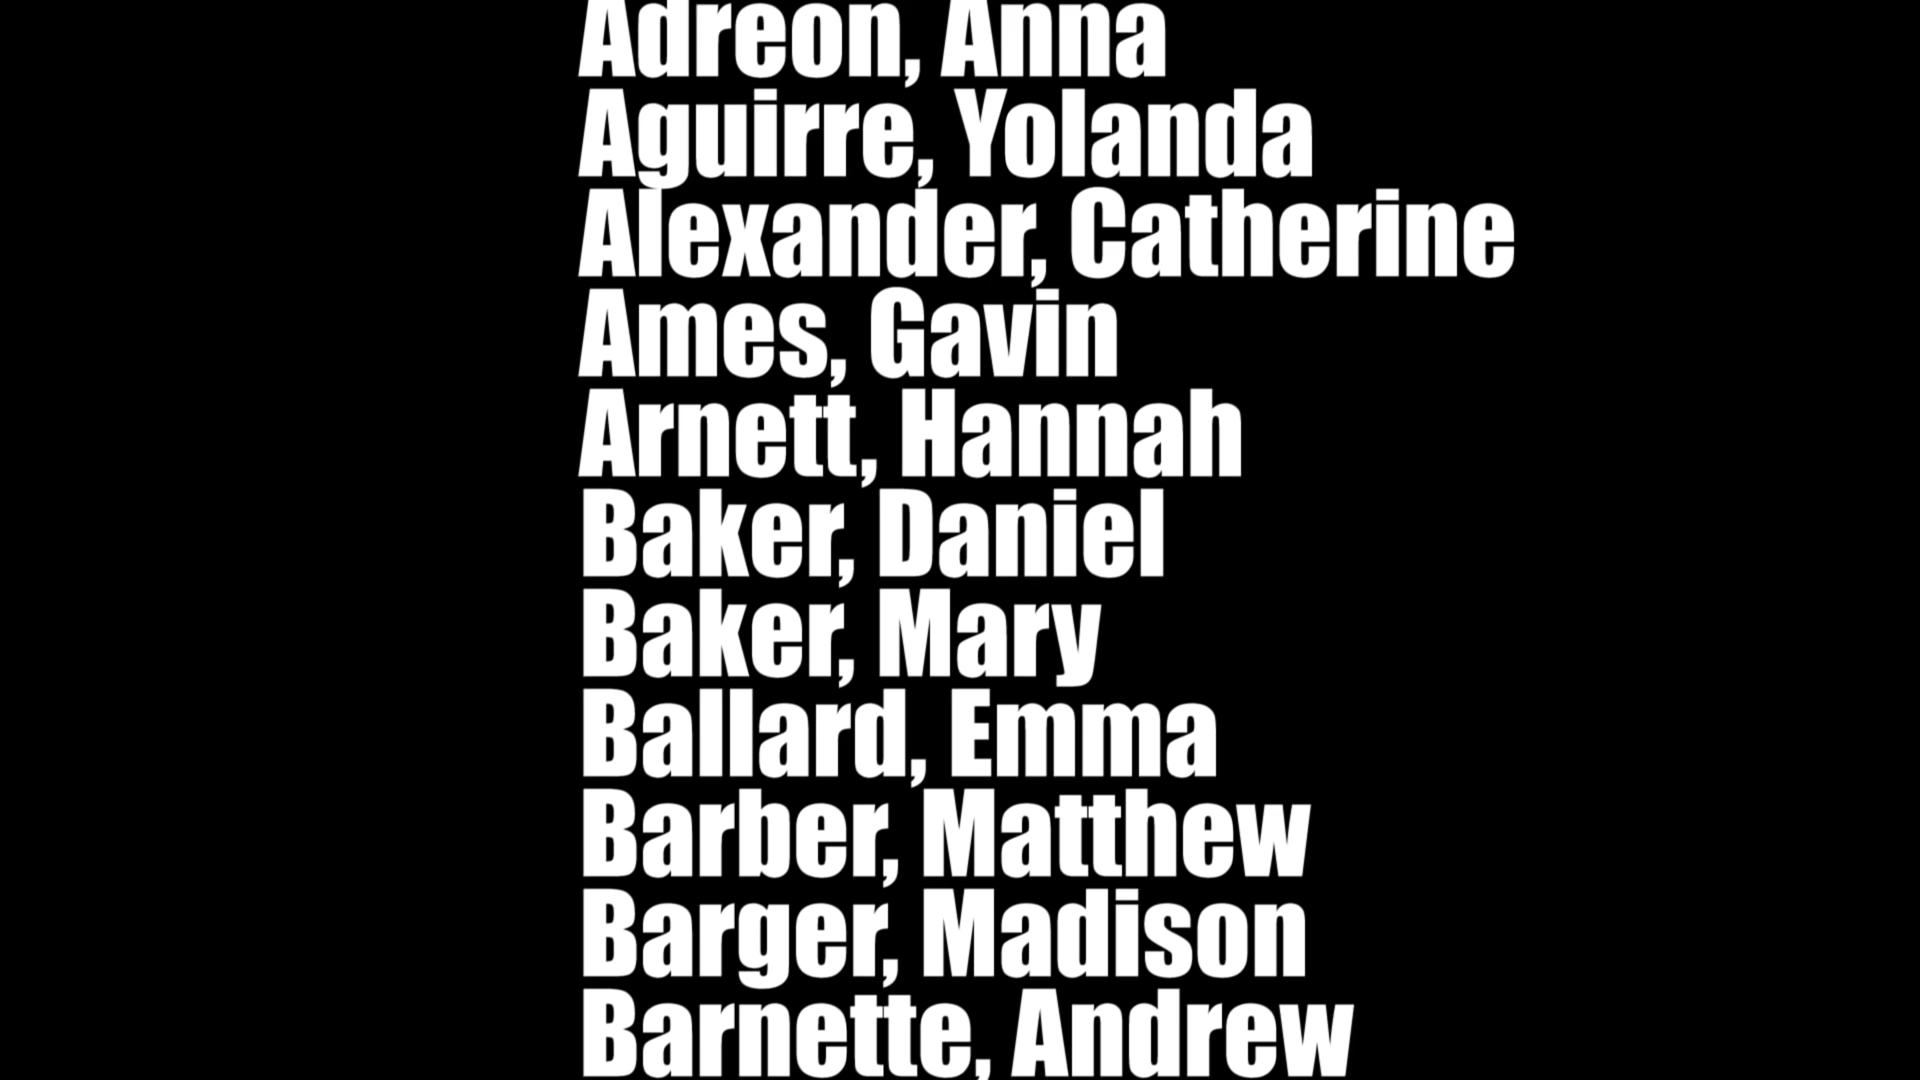 Adreon, Anna
Aguirre, Yolanda
Alexander, Catherine
Ames, Gavin
Arnett, Hannah
Baker, Daniel
Baker, Mary
Ballard, Emma
Barber, Matthew
Barger, Madison
Barnette, Andrew